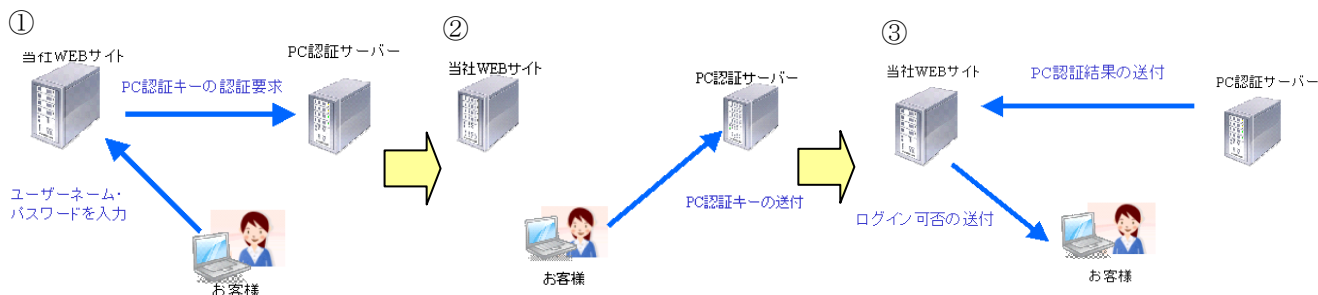 ①
当社WEBサイト
PC認証サーバー
PC認証キーの認証要求
ユーザーネーム・
パスワードを入力
お客様
②
当社WEBサイト
PC認証サーバー
PC認証キーの送付
お客様
③
当社WEBサイト
PC認証結果の送付
PC認証サーバー
ログイン可否の送付
お客様